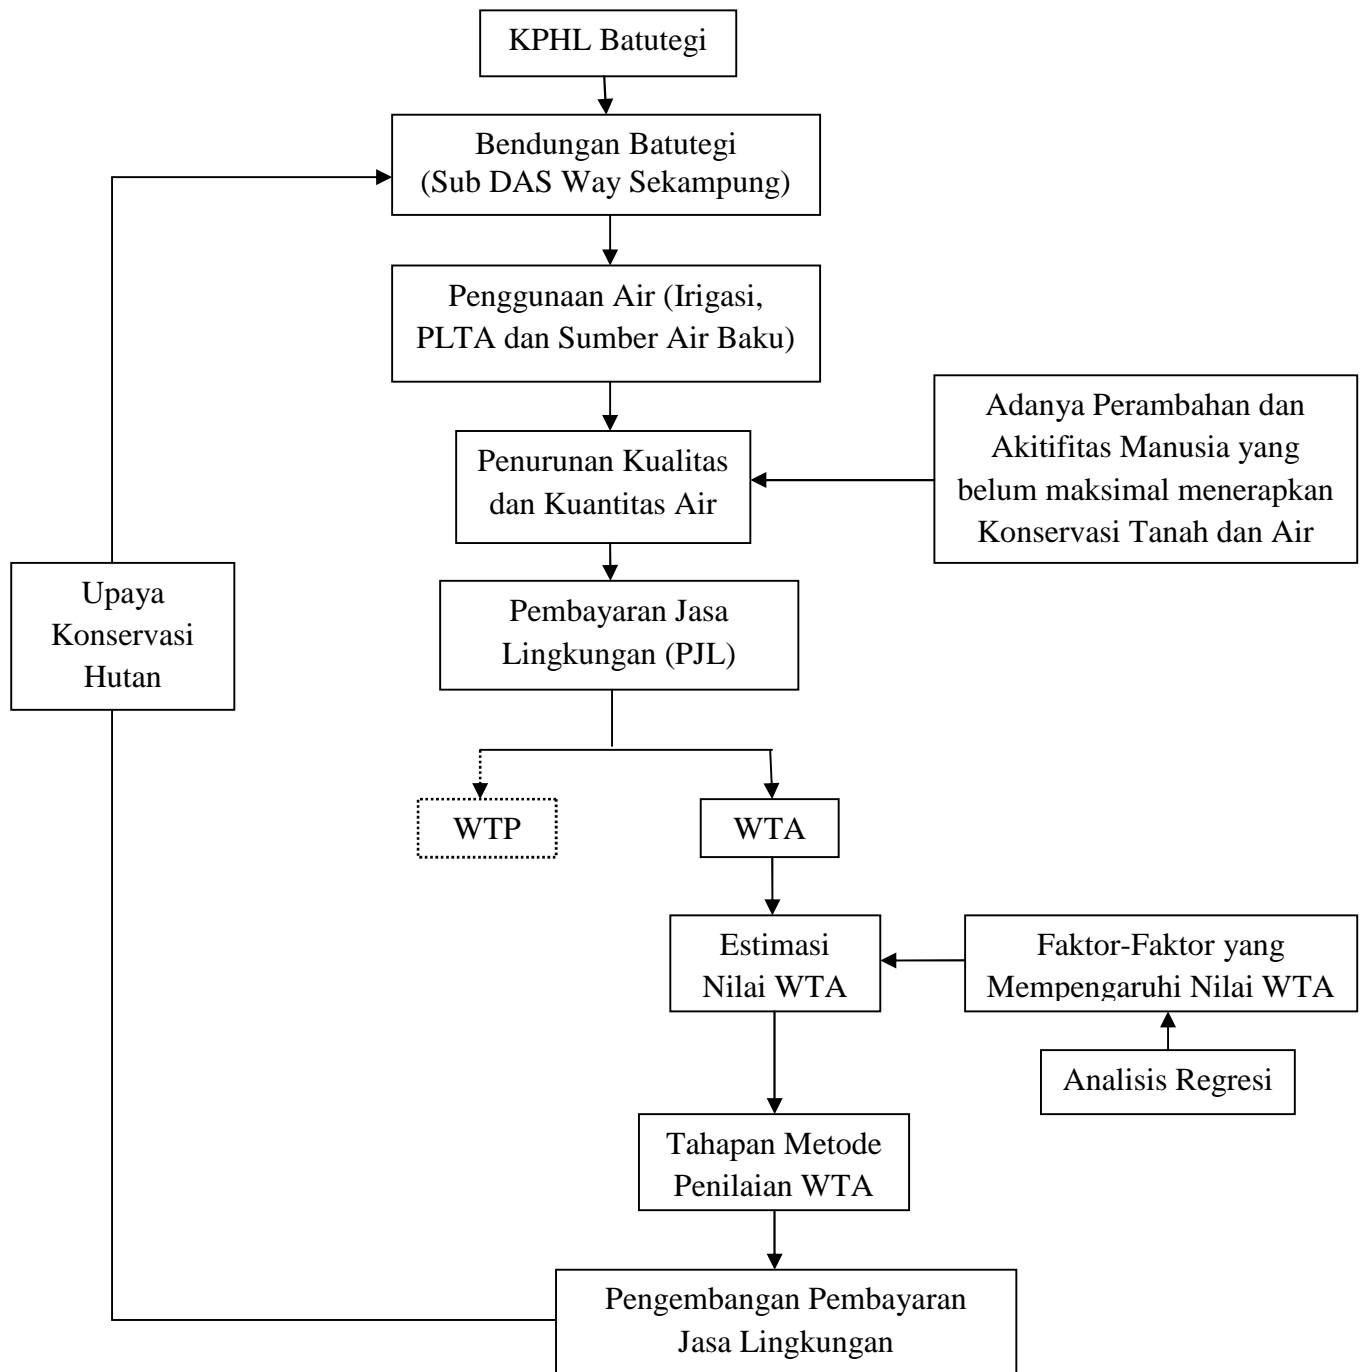 KPHL Batutegi
Bendungan Batutegi
(Sub DAS Way Sekampung)
Penggunaan Air (Irigasi,
PLTA dan Sumber Air Baku)
Adanya Perambahan dan
Akitifitas Manusia yang
belum maksimal menerapkan
Konservasi Tanah dan Air
Penurunan Kualitas
dan Kuantitas Air
Upaya
Konservasi
Hutan
Pembayaran Jasa
Lingkungan (PJL)
WTP
WTA
Estimasi
Nilai WTA
Faktor-Faktor yang
Mempengaruhi Nilai WTA
Analisis Regresi
Tahapan Metode
Penilaian WTA
Pengembangan Pembayaran
Jasa Lingkungan